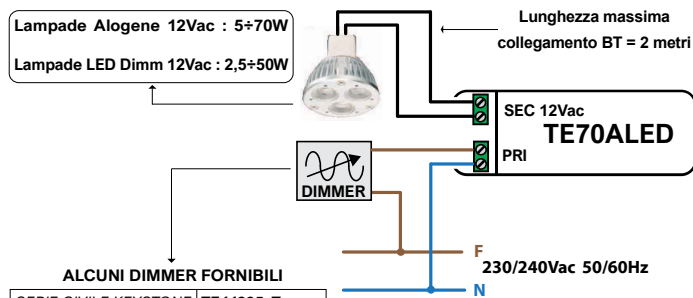 Lampade Alogene 12Vac : 5÷70W
Lampade LED Dimm 12Vac : 2,5÷50W
Lunghezza massima
collegamento BT = 2 metri
SEC 12Vac
TE70ALED
PRI
DIMMER
F
230/240Vac 50/60Hz
N
ALCUNI DIMMER FORNIBILI